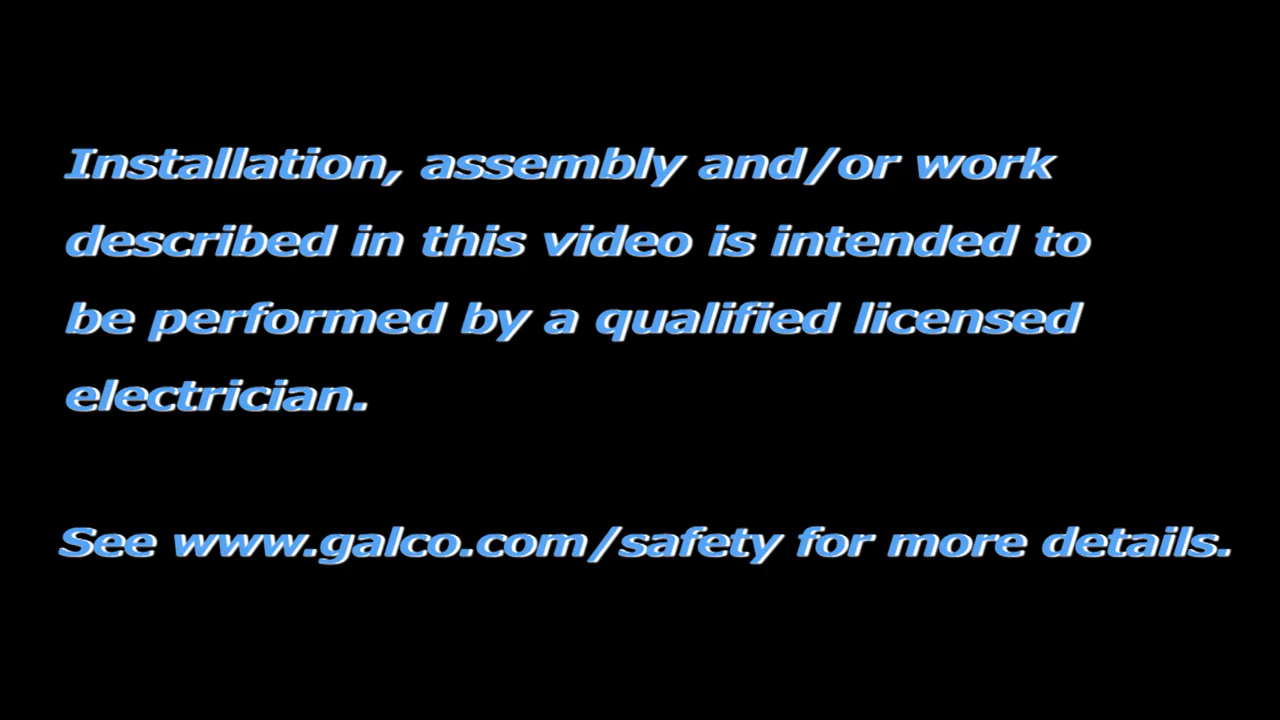 Installation, assembly and/or work
described in this video is intended to
be performed by a qualified licensed
electrician.
See www.galco.com/safety for more details.